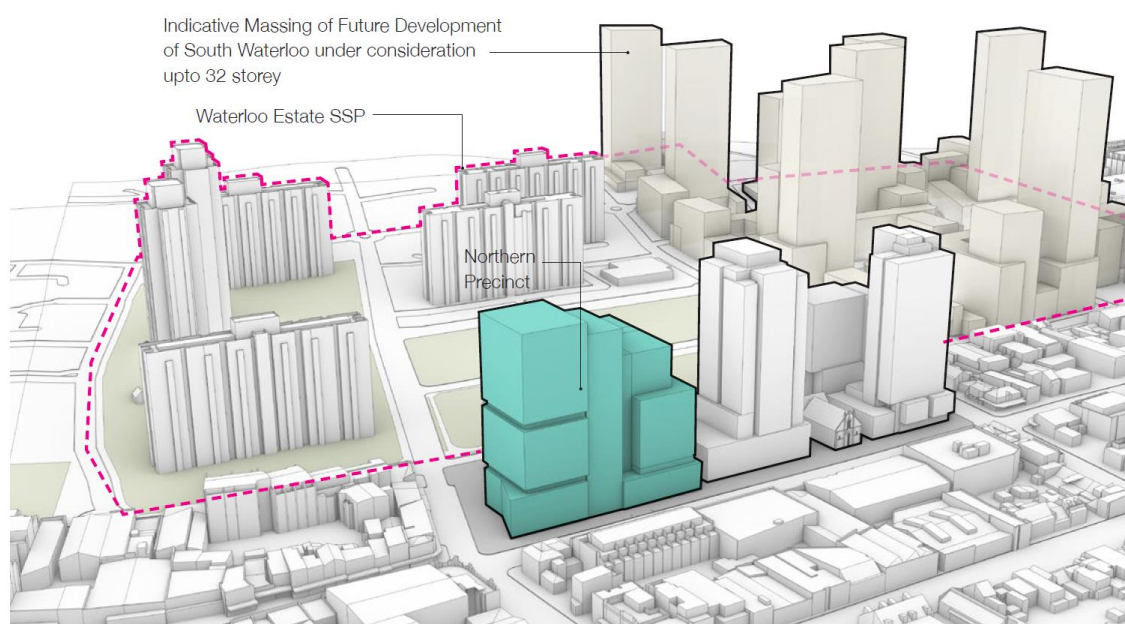 Indicative Massing of Future Development
of South Waterloo under consideration
upto 32 storey
Waterloo Estate SSP
Northern
Precinct